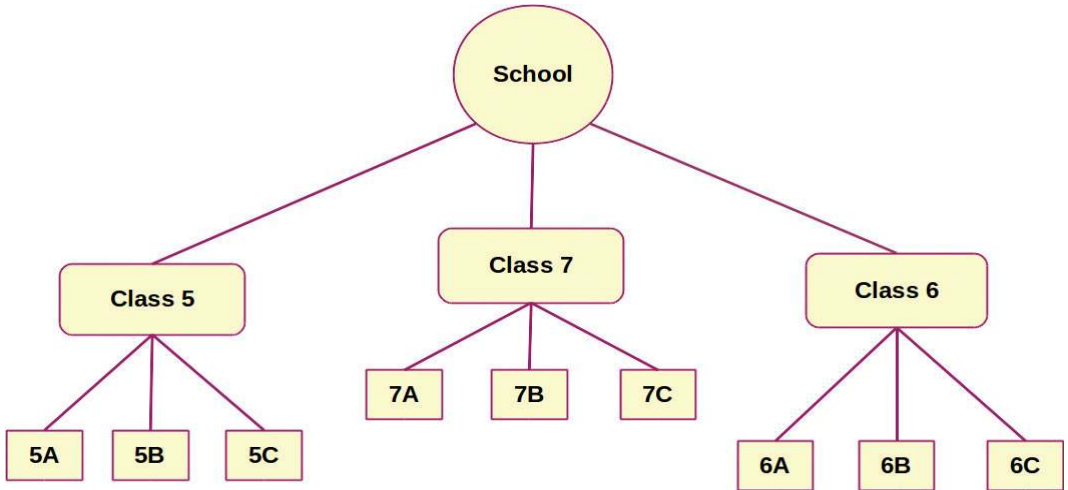 School
Class 5
Class 7
Class 6
5A
5B
5C
7A
7B
7C
6A
6B
6C